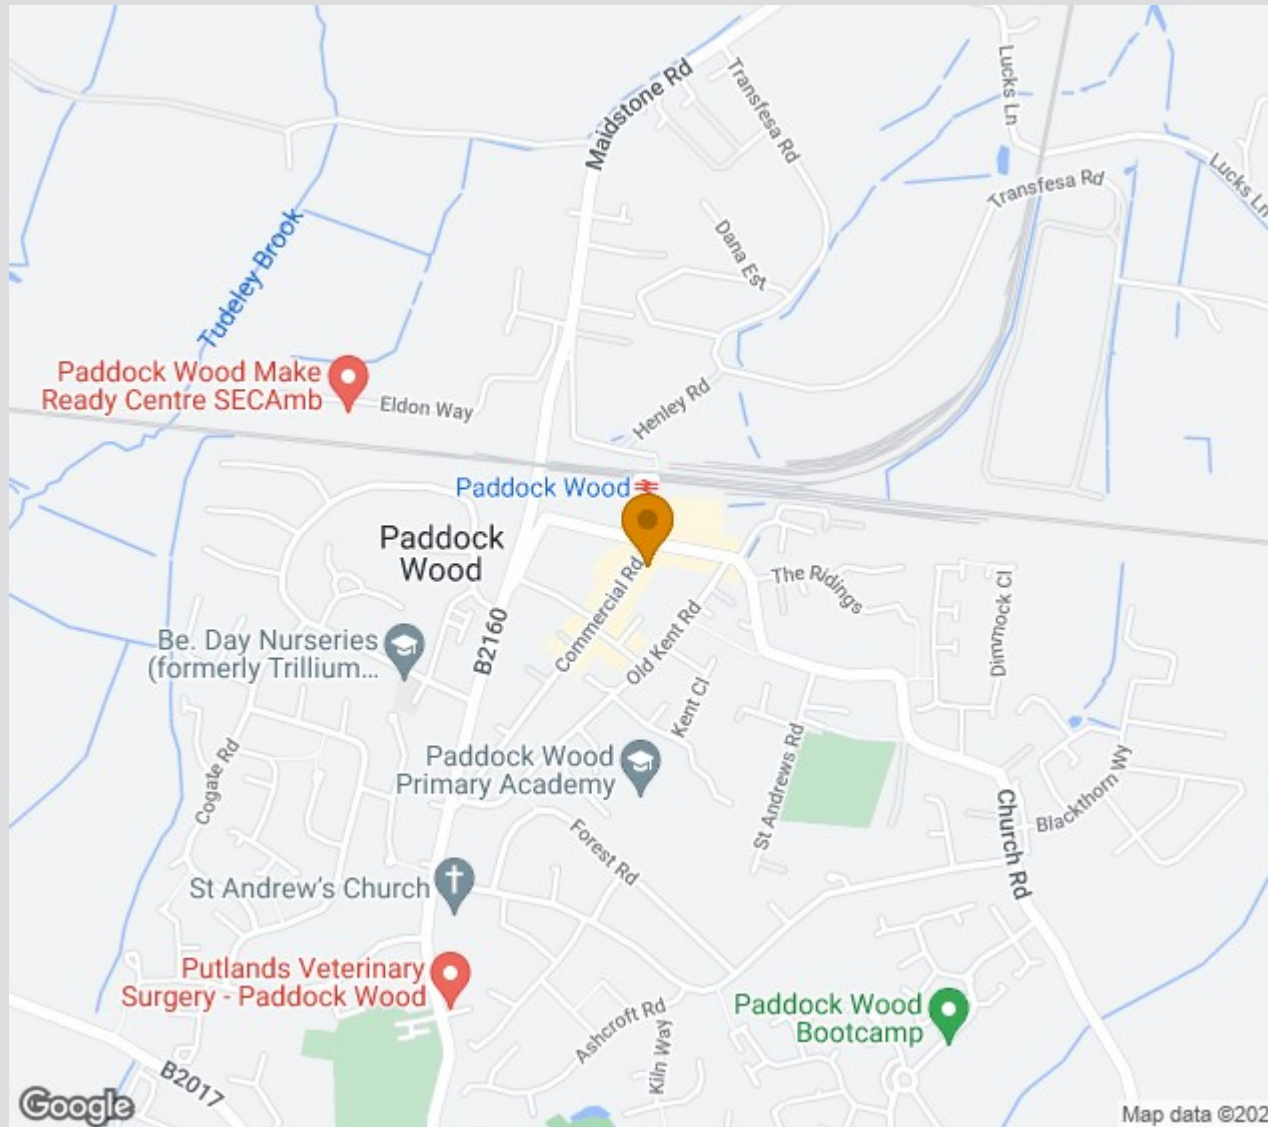 Maidstone Rd
Transfesa Rd
Lucks Ln
Lucks Ln
Transfesa Rd
Dana Est
Tudeley Brook
Paddock Wood Make
Ready Centre SECAmb
Eldon Way
Henley Rd
Paddock Wood
Paddock
Wood
Commercial Rd
The Ridings
Dimmock Cl
Old Kent Rd
Be. Day Nurseries
(formerly Trillium...
B2160
Kent Cl
St Andrews Rd
Paddock Wood
Primary Academy
Cogate Rd
Blackthorn Wy
Church Rd
Forest Rd
St Andrew's Church
Putlands Veterinary
Surgery - Paddock Wood
Ashcroft Rd
Kiln Way
Paddock Wood
Bootcamp
B2017
Google
Map data ©202